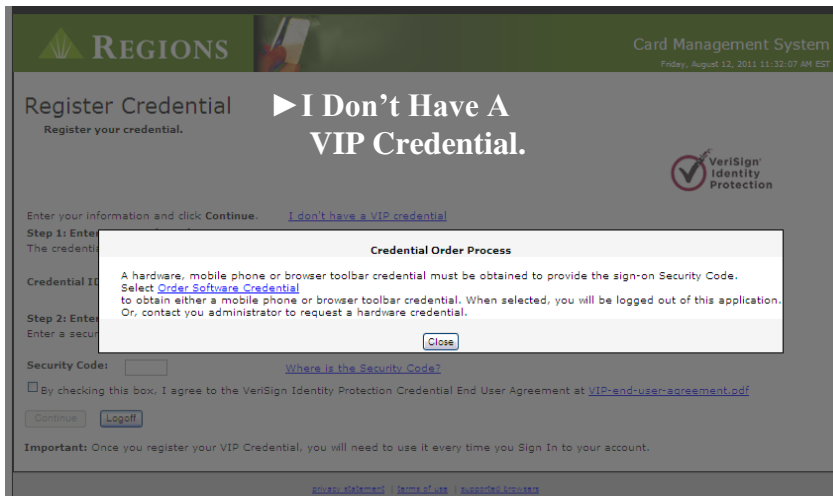 REGIONS
Card Management System
Friday, August 12, 2011 11:32:07 AM EST
Register Credential
Register your credential.
►I Don't Have A
VIP Credential.
VeriSign
Identity
Protection
Enter your information and click Continue. I don't have a VIP credential
Step 1: Enter
The credentia
Credential Order Process
A hardware, mobile phone or browser toolbar credential must be obtained to provide the sign-on Security Code.
Credential ID
Select Order Software Credential
to obtain either a mobile phone or browser toolbar credential. When selected, you will be logged out of this application.
Step 2: Enter
Or, contact you administrator to request a hardware credential.
Enter a secur
Close
Security Code: Where is the Security Code?
By checking this box, I agree to the VeriSign Identity Protection Credential End User Agreement at VIP-end-user-agreement.pdf
Continue Logoff
Important: Once you register your VIP Credential, you will need to use it every time you Sign In to your account.
privacy statement | terms of use | supported browsers